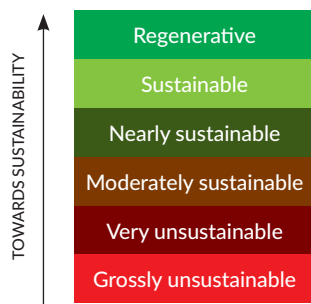 TOWARDS SUSTAINABILITY
Regenerative
Sustainable
Nearly sustainable
Moderately sustainable
Very unsustainable
Grossly unsustainable